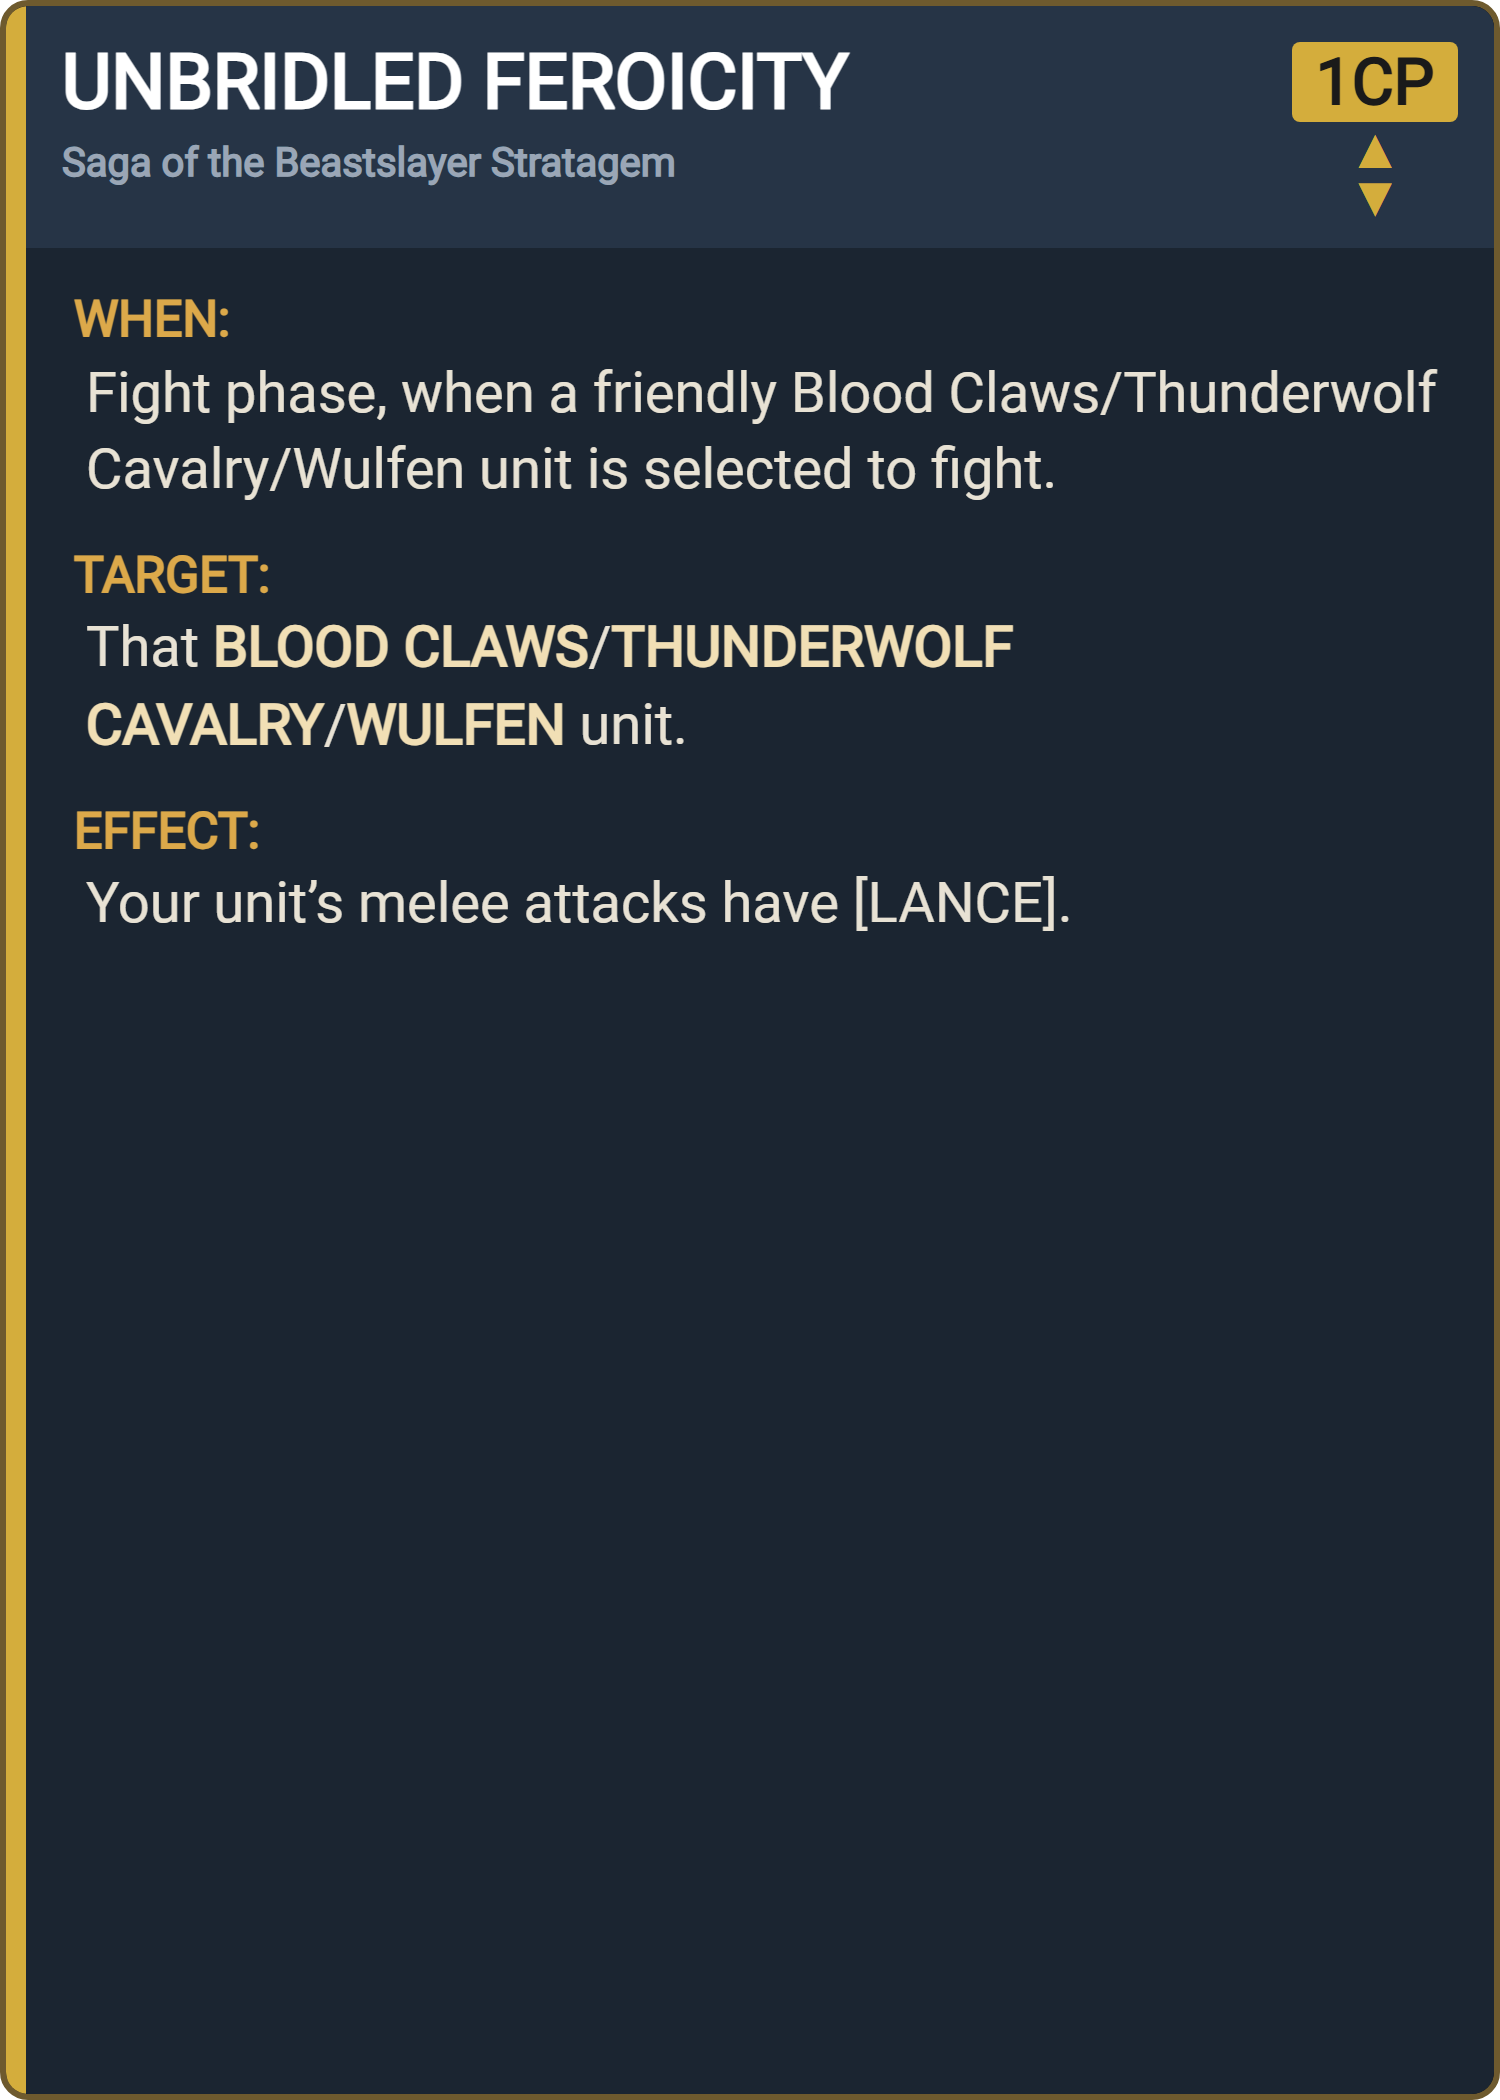 UNBRIDLED FEROICITY
1CP
Saga of the Beastslayer Stratagem
▲
▼
WHEN:
Fight phase, when a friendly Blood Claws/Thunderwolf
Cavalry/Wulfen unit is selected to fight.
TARGET:
That BLOOD CLAWS/THUNDERWOLF
CAVALRY/WULFEN unit.
EFFECT:
Your unit’s melee attacks have [LANCE].